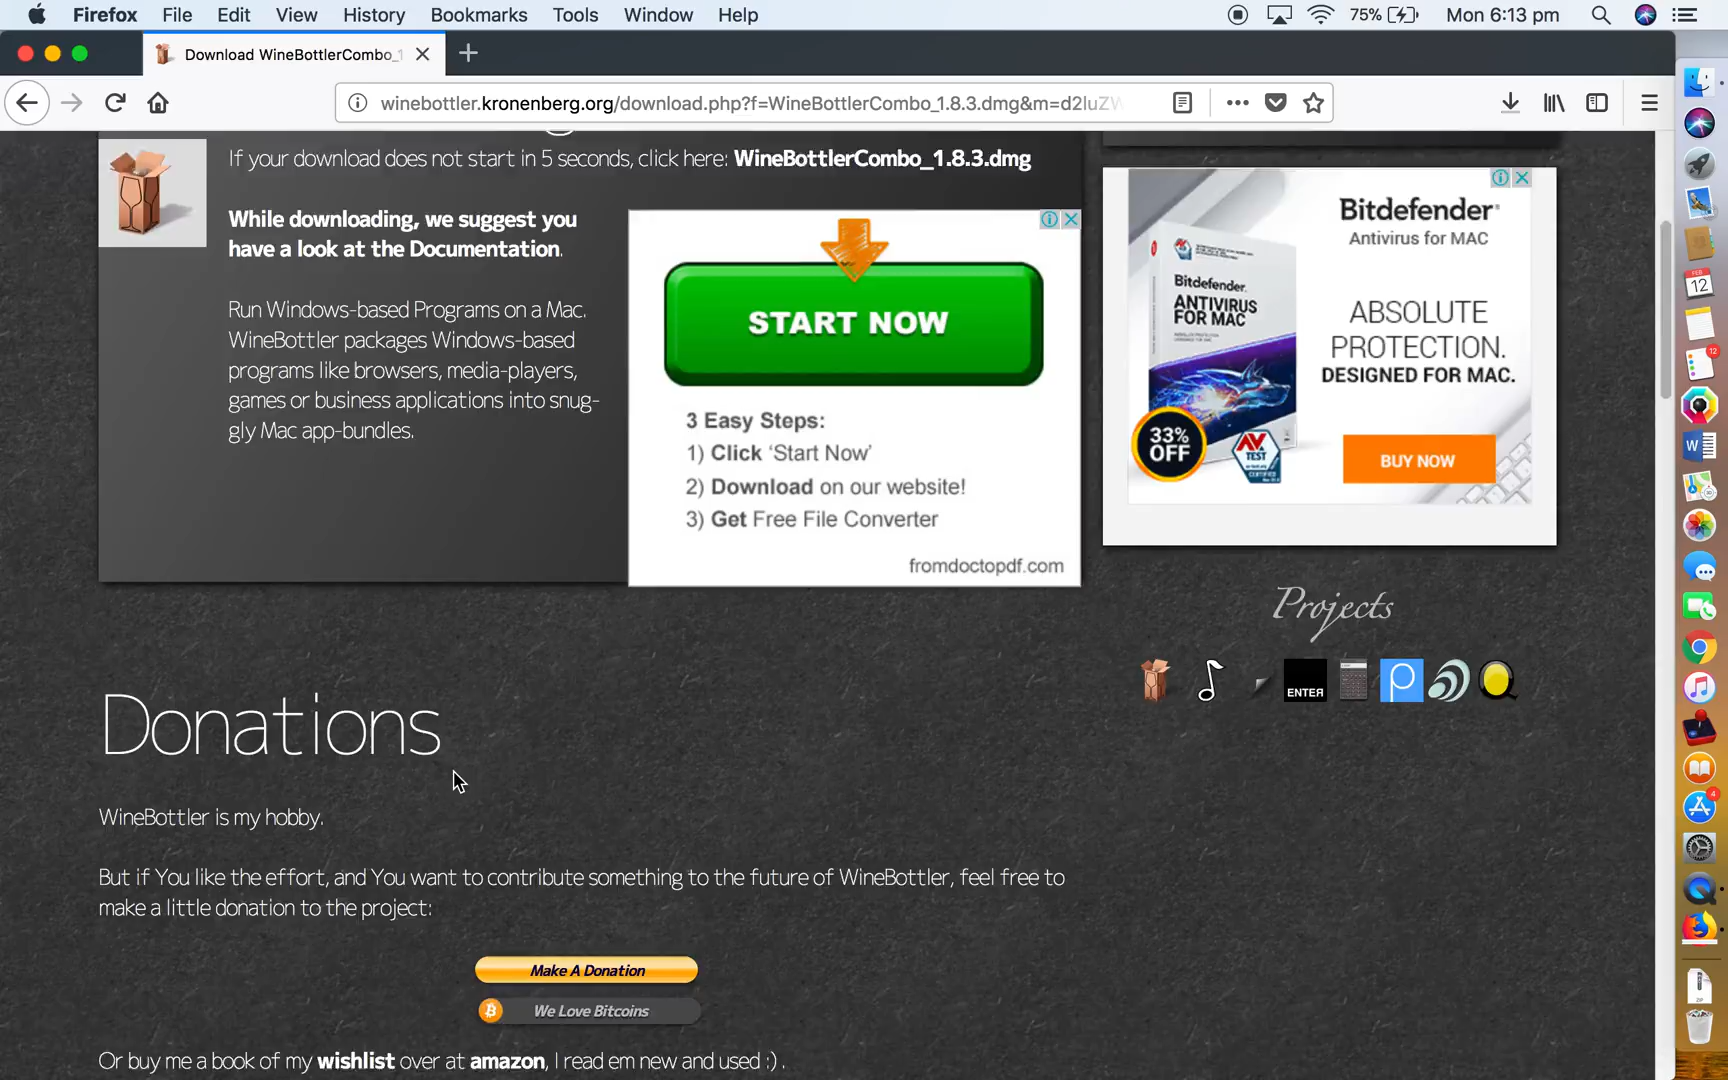 Firefox File Edit View History Bookmarks Tools Window Help 75% Mon 6:13 pm
Download WineBottlerCombo_1
winebottler.kronenberg.org/download.php?f=WineBottlerCombo_1.8.3.dmg&m=d2luZW
If your download does not start in 5 seconds, click here: WineBottlerCombo_1.8.3.dmg
While downloading, we suggest you
have a look at the Documentation.
Run Windows-based Programs on a Mac.
WineBottler packages Windows-based
programs like browsers, media-players,
games or business applications into snug-
gly Mac app-bundles.
START NOW
3 Easy Steps:
1) Click 'Start Now'
2) Download on our website!
3) Get Free File Converter
fromdoctopdf.com
Bitdefender
Antivirus for MAC
Bitdefender
ANTIVIRUS
FOR MAC
ABSOLUTE
PROTECTION.
DESIGNED FOR MAC.
33%
OFF
AV
TEST
BUY NOW
Projects
ENTER
Donations
WineBottler is my hobby.
But if You like the effort, and You want to contribute something to the future of WineBottler, feel free to
make a little donation to the project:
Make A Donation
We Love Bitcoins
Or buy me a book of my wishlist over at amazon, I read em new and used :) .
FEB
12
12
W
4
ZIP